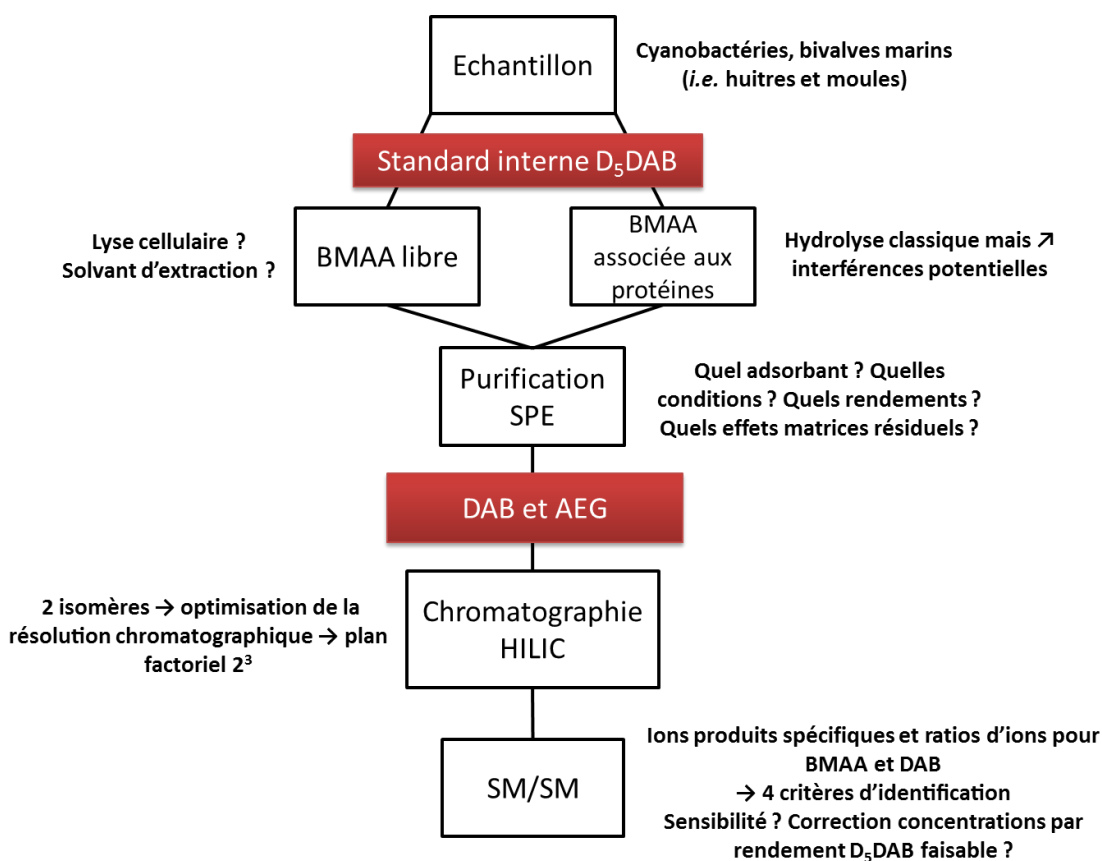 Echantillon
Cyanobactéries, bivalves marins
(i.e. huitres et moules)
Standard interne D₅DAB
Lyse cellulaire ?
Solvant d’extraction ?
BMAA libre
BMAA
associée aux
protéines
Hydrolyse classique mais ↗
interférences potentielles
Purification
SPE
Quel adsorbant ? Quelles
conditions ? Quels rendements ?
Quels effets matrices résiduels ?
DAB et AEG
2 isomères → optimisation de la
résolution chromatographique → plan
factoriel 2³
Chromatographie
HILIC
SM/SM
Ions produits spécifiques et ratios d’ions pour
BMAA et DAB
→ 4 critères d’identification
Sensibilité ? Correction concentrations par
rendement D₅DAB faisable ?